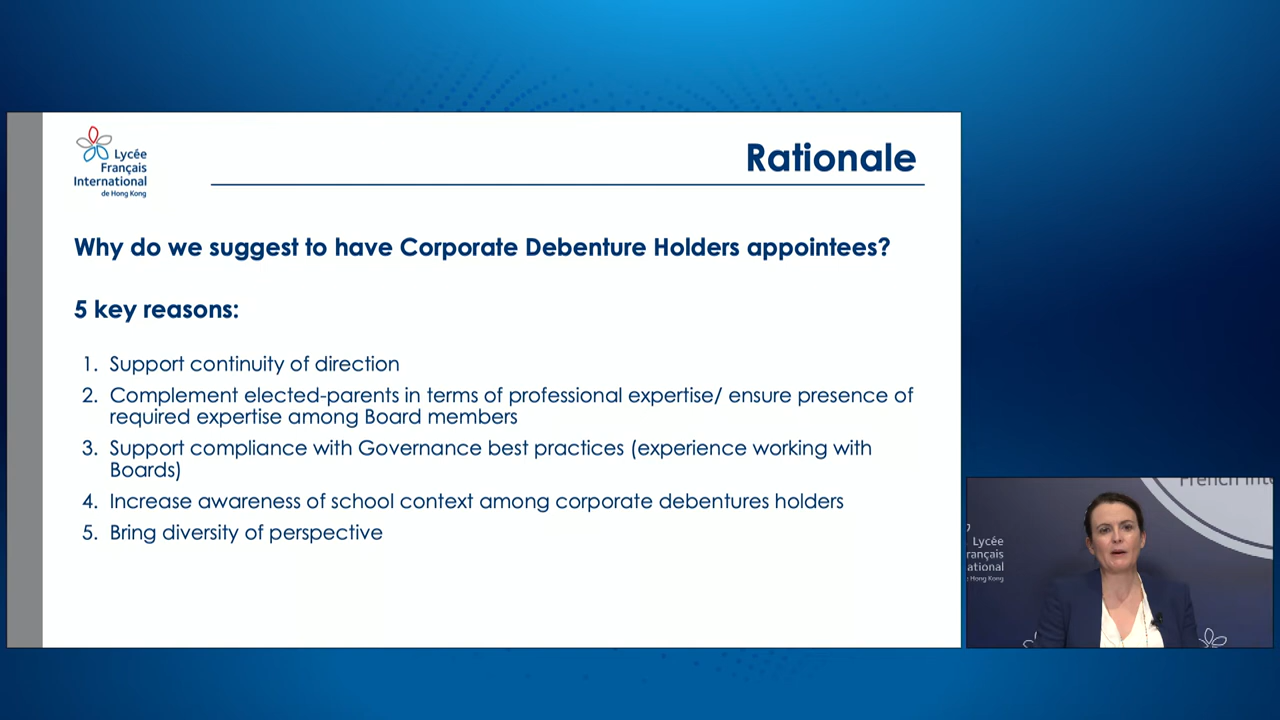 Lycée
Français
International
de Hong Kong
Rationale
Why do we suggest to have Corporate Debenture Holders appointees?
5 key reasons:
1. Support continuity of direction
2. Complement elected-parents in terms of professional expertise/ ensure presence of
required expertise among Board members
3. Support compliance with Governance best practices (experience working with
Boards)
4. Increase awareness of school context among corporate debentures holders
5. Bring diversity of perspective
French Inte
Lycée
rançais
ational
Hong Kong